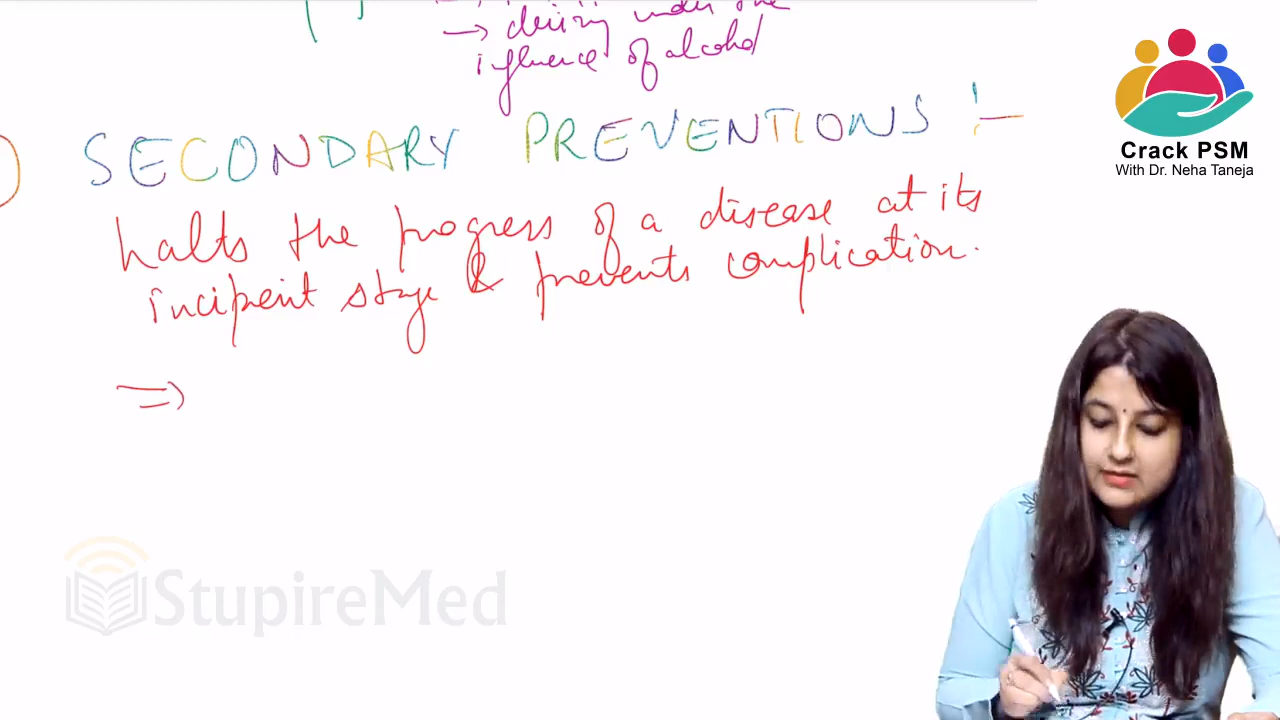 → driving under the
influence of alcohol
SECONDARY PREVENTIONS :-
halts the progress of a disease at its
incipient stage & prevents complication.
⇒
Crack PSM
With Dr. Neha Taneja
StupireMed